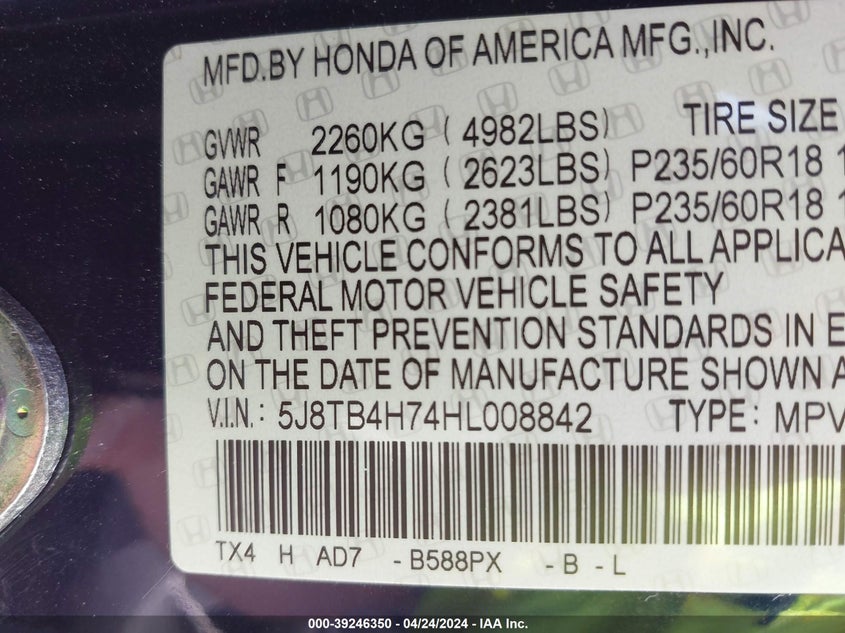 MFD.BY HONDA OF AMERICA MFG.,INC.
GVWR 2260KG ( 4982LBS) TIRE SIZE
GAWR F 1190KG ( 2623LBS) P235/60R18 1
GAWR R 1080KG ( 2381LBS) P235/60R18 1
THIS VEHICLE CONFORMS TO ALL APPLICA
FEDERAL MOTOR VEHICLE SAFETY
AND THEFT PREVENTION STANDARDS IN E
ON THE DATE OF MANUFACTURE SHOWN A
V.I.N.: 5J8TB4H74HL008842 TYPE: MPV
TX4 H AD7 - B588PX - B - L
000-39246350 - 04/24/2024 - IAA Inc.